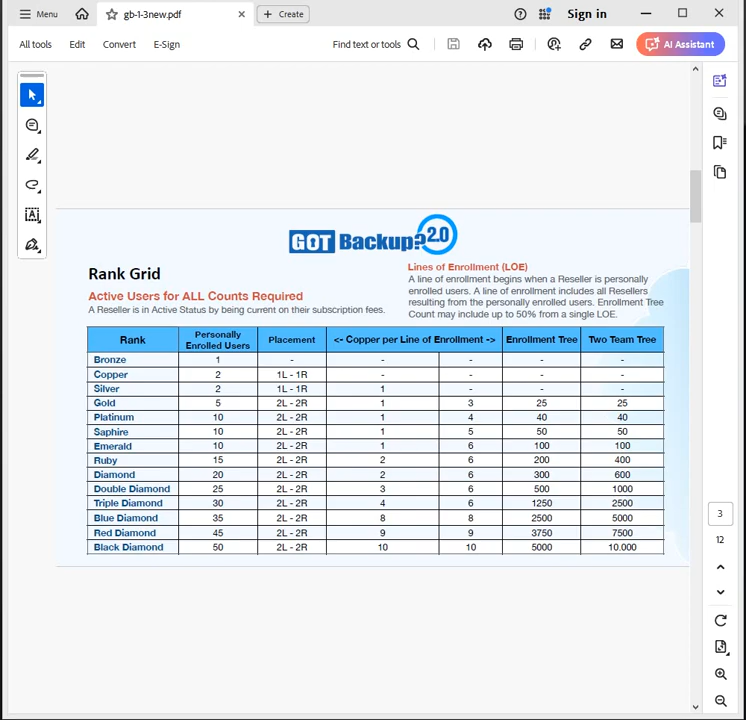 Menu
gb-1-3new.pdf
Create
Sign in
All tools Edit Convert E-Sign Find text or tools AI Assistant
GOT Backup? 2.0
Rank Grid
Active Users for ALL Counts Required
A Reseller is in Active Status by being current on their subscription fees.
Lines of Enrollment (LOE)
A line of enrollment begins when a Reseller is personally
enrolled users. A line of enrollment includes all Resellers
resulting from the personally enrolled users. Enrollment Tree
Count may include up to 50% from a single LOE.
Rank Personally Enrolled Users Placement <- Copper per Line of Enrollment -> Enrollment Tree Two Team Tree
Bronze 1 - - - - -
Copper 2 1L - 1R - - - -
Silver 2 1L - 1R 1 - - -
Gold 5 2L - 2R 1 3 25 25
Platinum 10 2L - 2R 1 4 40 40
Saphire 10 2L - 2R 1 5 50 50
Emerald 10 2L - 2R 1 6 100 100
Ruby 15 2L - 2R 2 6 200 400
Diamond 20 2L - 2R 2 6 300 600
Double Diamond 25 2L - 2R 3 6 500 1000
Triple Diamond 30 2L - 2R 4 6 1250 2500
Blue Diamond 35 2L - 2R 8 8 2500 5000
Red Diamond 45 2L - 2R 9 9 3750 7500
Black Diamond 50 2L - 2R 10 10 5000 10.000
3
12